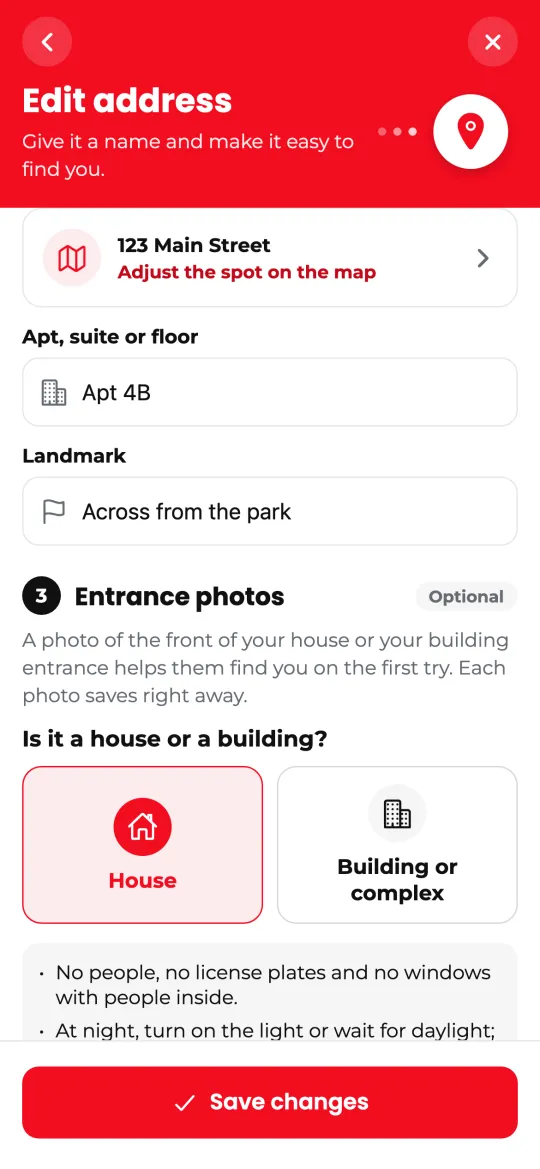 Edit address
Give it a name and make it easy to
find you.
123 Main Street
Adjust the spot on the map
Apt, suite or floor
Apt 4B
Landmark
Across from the park
3 Entrance photos Optional
A photo of the front of your house or your building
entrance helps them find you on the first try. Each
photo saves right away.
Is it a house or a building?
House
Building or
complex
• No people, no license plates and no windows
with people inside.
• At night, turn on the light or wait for daylight;
Save changes